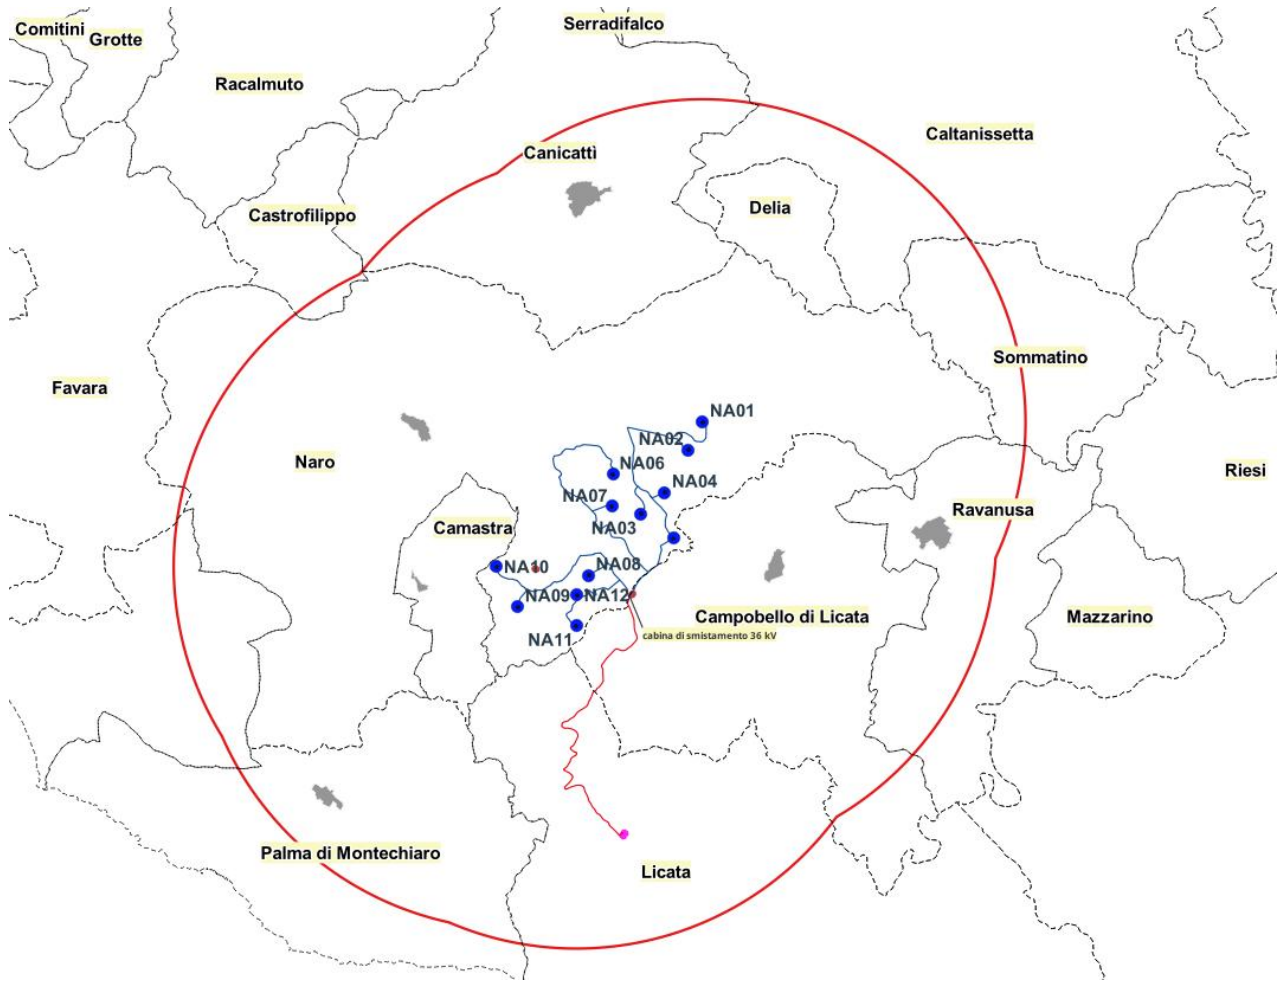 Comitini
Grotte
Serradifalco
Racalmuto
Caltanissetta
Canicattì
Delia
Castrofilippo
Sommatino
Favara
NA01
NA02
Naro
NA06
Riesi
NA04
NA07
Ravanusa
NA03
Camastra
NA08
NA10
NA09
NA12
Campobello di Licata
Mazzarino
cabina di smistamento 36 kV
NA11
Palma di Montechiaro
Licata